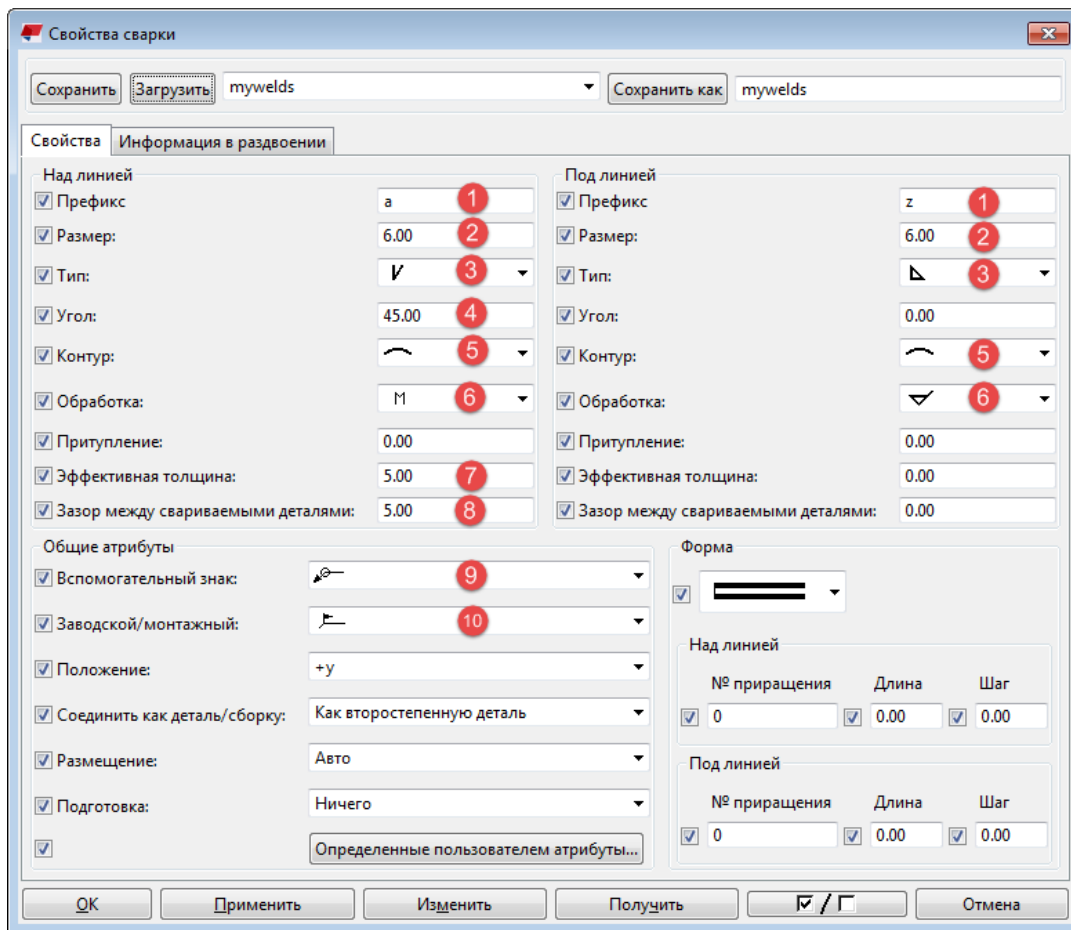 Свойства сварки
Сохранить Загрузить mywelds Сохранить как mywelds
Свойства Информация в раздвоении
Над линией
Префикс a 1
Размер: 6.00 2
Тип: 3
Угол: 45.00 4
Контур: 5
Обработка: M 6
Притупление: 0.00
Эффективная толщина: 5.00 7
Зазор между свариваемыми деталями: 5.00 8
Под линией
Префикс z 1
Размер: 6.00 2
Тип: 3
Угол: 0.00
Контур: 5
Обработка: 6
Притупление: 0.00
Эффективная толщина: 0.00
Зазор между свариваемыми деталями: 0.00
Общие атрибуты
Вспомогательный знак: 9
Заводской/монтажный: 10
Положение: +y
Соединить как деталь/сборку: Как второстепенную деталь
Размещение: Авто
Подготовка: Ничего
Определенные пользователем атрибуты...
Форма
Над линией
№ приращения Длина Шаг
0 0.00 0.00
Под линией
№ приращения Длина Шаг
0 0.00 0.00
OK Применить Изменить Получить / Отмена